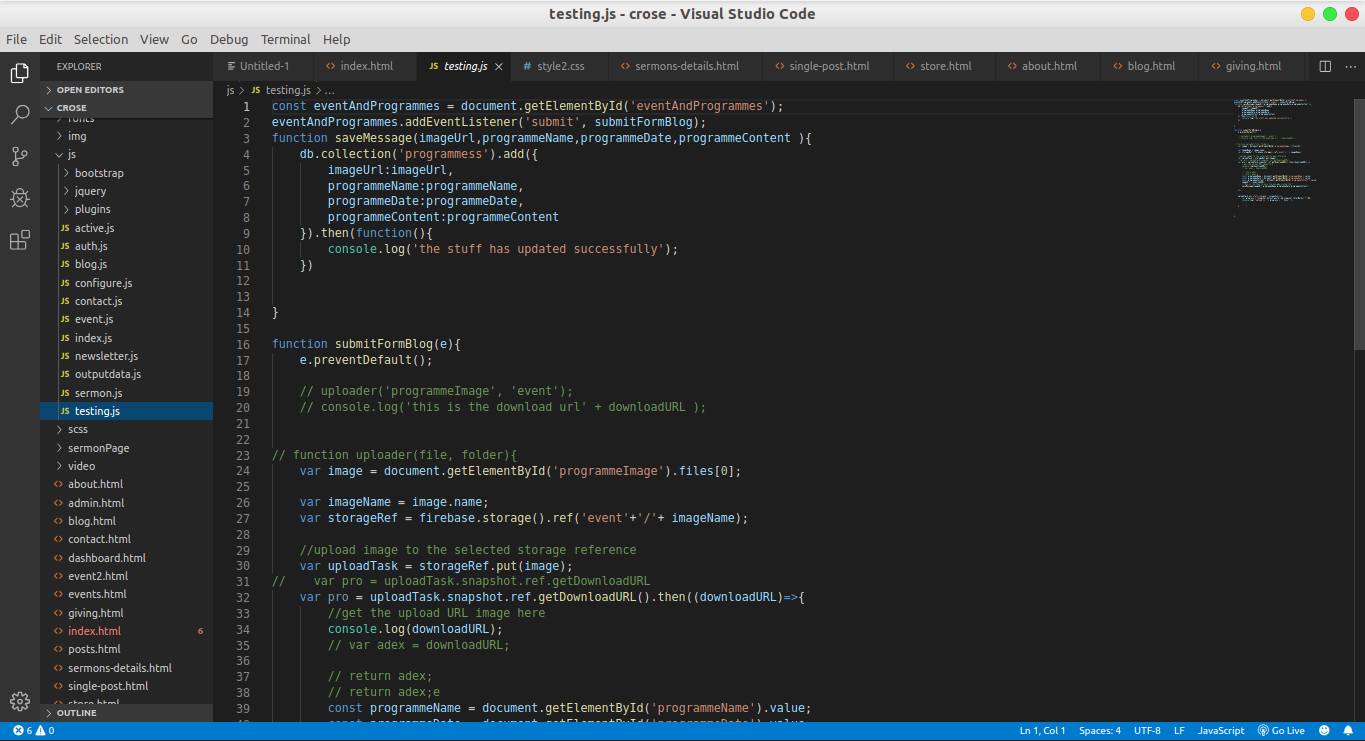 testing.js - crose - Visual Studio Code
File Edit Selection View Go Debug Terminal Help
EXPLORER
Untitled-1 index.html testing.js style2.css sermons-details.html single-post.html store.html about.html blog.html giving.html
OPEN EDITORS
CROSE
fonts
img
js
bootstrap
jquery
plugins
JS active.js
JS auth.js
JS blog.js
JS configure.js
JS contact.js
JS event.js
JS index.js
JS newsletter.js
JS outputdata.js
JS sermon.js
JS testing.js
scss
sermonPage
video
about.html
admin.html
blog.html
contact.html
dashboard.html
event2.html
events.html
giving.html
index.html 6
posts.html
sermons-details.html
single-post.html
store.html
OUTLINE
js > JS testing.js > ...
1 const eventAndProgrammes = document.getElementById('eventAndProgrammes');
2 eventAndProgrammes.addEventListener('submit', submitFormBlog);
3 function saveMessage(imageUrl,programmeName,programmeDate,programmeContent ){
4 db.collection('programmess').add({
5 imageUrl:imageUrl,
6 programmeName:programmeName,
7 programmeDate:programmeDate,
8 programmeContent:programmeContent
9 }).then(function(){
10 console.log('the stuff has updated successfully');
11 })
12
13
14 }
15
16 function submitFormBlog(e){
17 e.preventDefault();
18
19 // uploader('programmeImage', 'event');
20 // console.log('this is the download url' + downloadURL );
21
22
23 // function uploader(file, folder){
24 var image = document.getElementById('programmeImage').files[0];
25
26 var imageName = image.name;
27 var storageRef = firebase.storage().ref('event'+'/'+ imageName);
28
29 //upload image to the selected storage reference
30 var uploadTask = storageRef.put(image);
31 // var pro = uploadTask.snapshot.ref.getDownloadURL
32 var pro = uploadTask.snapshot.ref.getDownloadURL().then((downloadURL)=>{
33 //get the upload URL image here
34 console.log(downloadURL);
35 // var adex = downloadURL;
36
37 // return adex;
38 // return adex;e
39 const programmeName = document.getElementById('programmeName').value;
6 0 Ln 1, Col 1 Spaces: 4 UTF-8 LF JavaScript Go Live